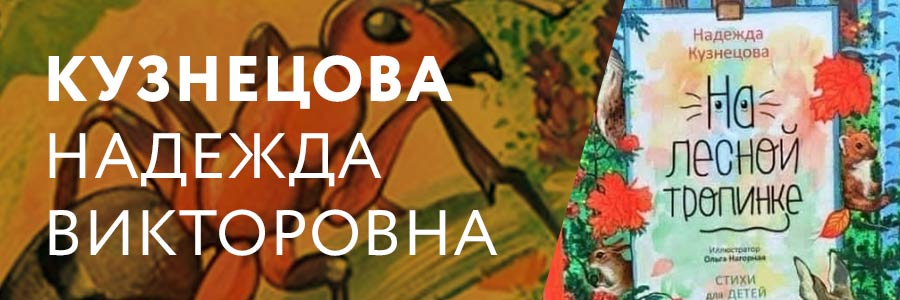 КУЗНЕЦОВА
НАДЕЖДА
ВИКТОРОВНА
Надежда
Кузнецова
На
лесной
тропинке
Иллюстратор
Ольга Нагорная
СТИХИ
для ДЕТЕЙ